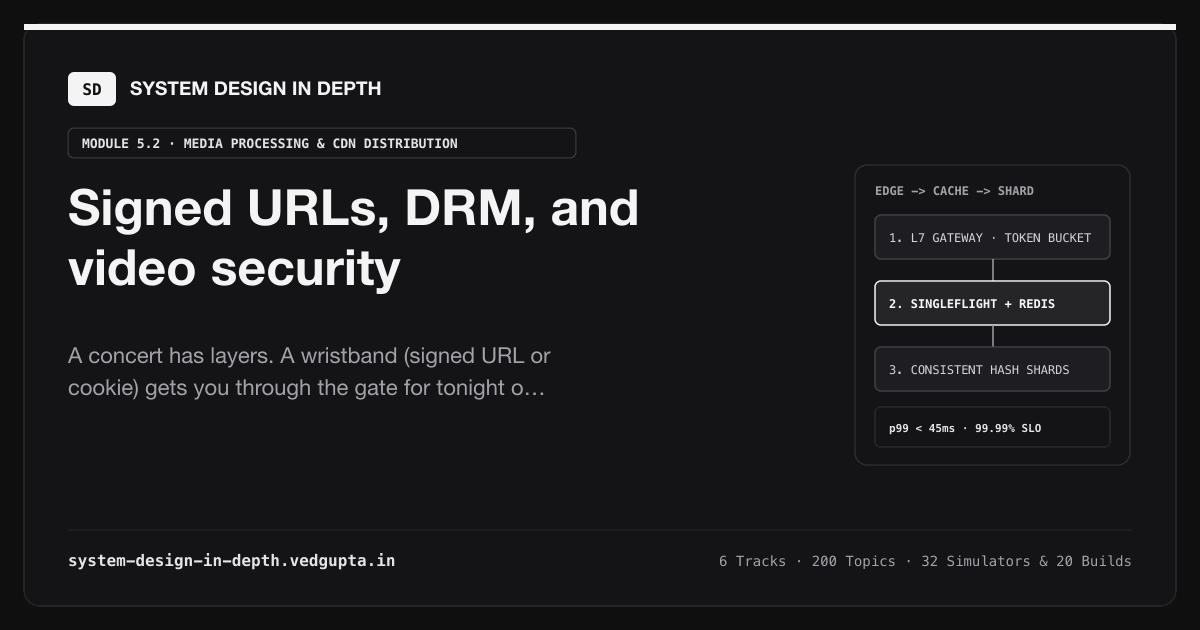 SD
SYSTEM DESIGN IN DEPTH
MODULE 5.2 · MEDIA PROCESSING & CDN DISTRIBUTION
Signed URLs, DRM, and
video security
A concert has layers. A wristband (signed URL or
cookie) gets you through the gate for tonight o…
EDGE —> CACHE —> SHARD
1. L7 GATEWAY · TOKEN BUCKET
2. SINGLEFLIGHT + REDIS
3. CONSISTENT HASH SHARDS
p99 < 45ms · 99.99% SLO
system-design-in-depth.vedgupta.in
6 Tracks · 200 Topics · 32 Simulators & 20 Builds